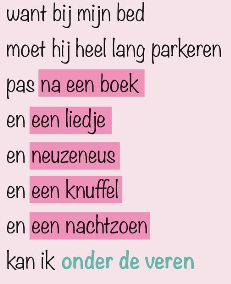 want bij mijn bed
moet hij heel lang parkeren
pas na een boek
en een liedje
en neuzeneus
en een knuffel
en een nachtzoen
kan ik onder de veren